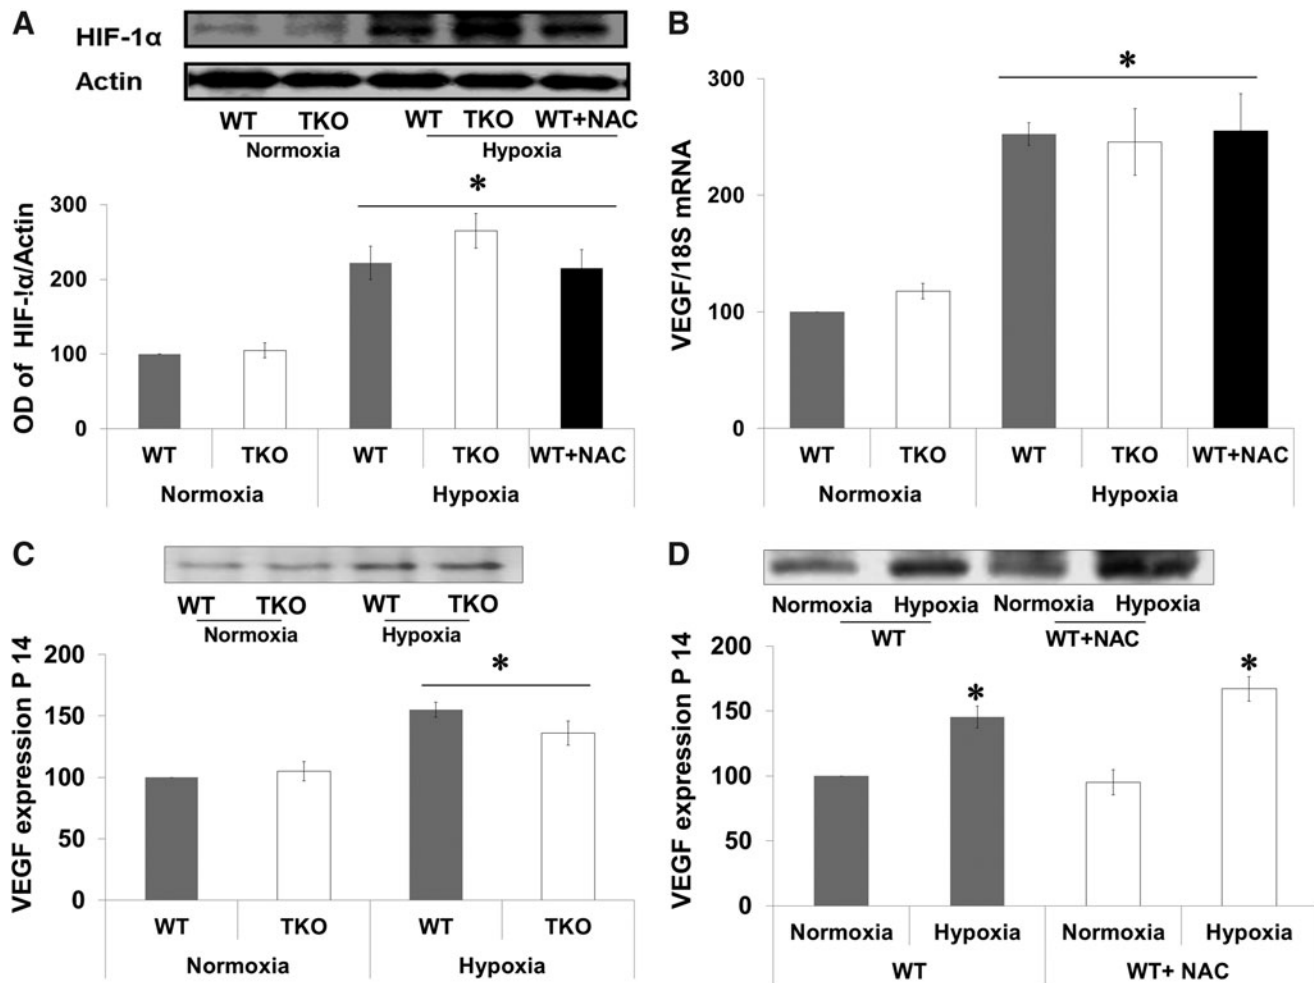 A
HIF-1α
Actin
WT TKO WT TKO WT+NAC
Normoxia Hypoxia
*
OD of HIF-!α/Actin
300
200
100
0
WT TKO WT TKO WT+NAC
Normoxia Hypoxia
B
*
VEGF/18S mRNA
300
200
100
0
WT TKO WT TKO WT+NAC
Normoxia Hypoxia
C
WT TKO WT TKO
Normoxia Hypoxia
*
VEGF expression P 14
200
150
100
50
0
WT TKO WT TKO
Normoxia Hypoxia
D
Normoxia Hypoxia Normoxia Hypoxia
WT WT+NAC
* *
VEGF expression P 14
200
150
100
50
0
Normoxia Hypoxia Normoxia Hypoxia
WT WT+ NAC